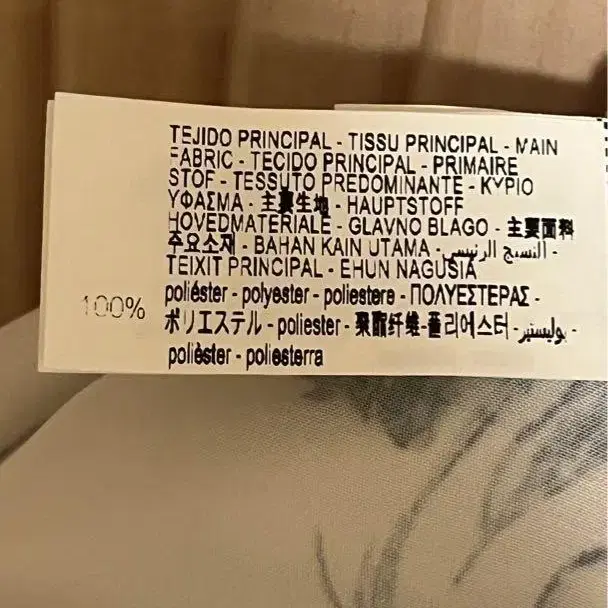 TEJIDO PRINCIPAL - TISSU PRINCIPAL - MAIN
FABRIC - TECIDO PRINCIPAL - PRIMAIRE
STOF - TESSUTO PREDOMINANTE - ΚΥΡΙΟ
ΥΦΑΣΜΑ - 主要生地 - HAUPTSTOFF
HOVEDMATERIALE - GLAVNO BLAGO - 主要面料
주요소재 - BAHAN KAIN UTAMA - النسيج الرئيسي -
TEIXIT PRINCIPAL - EHUN NAGUSIA
100% poliéster - polyester - poliestere - ΠΟΛΥΕΣΤΕΡΑΣ -
ポリエステル - poliester - 聚酯纤维-폴리에스터 - بوليستير -
polièster - poliesterra